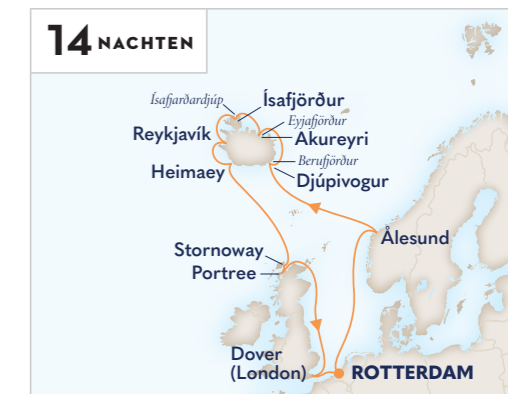 14 NACHTEN
Ísafjarðardjúp
Ísafjörður
Eyjafjörður
Reykjavík
Akureyri
Berufjörður
Heimaey
Djúpivogur
Ålesund
Stornoway
Portree
Dover
(London)
ROTTERDAM